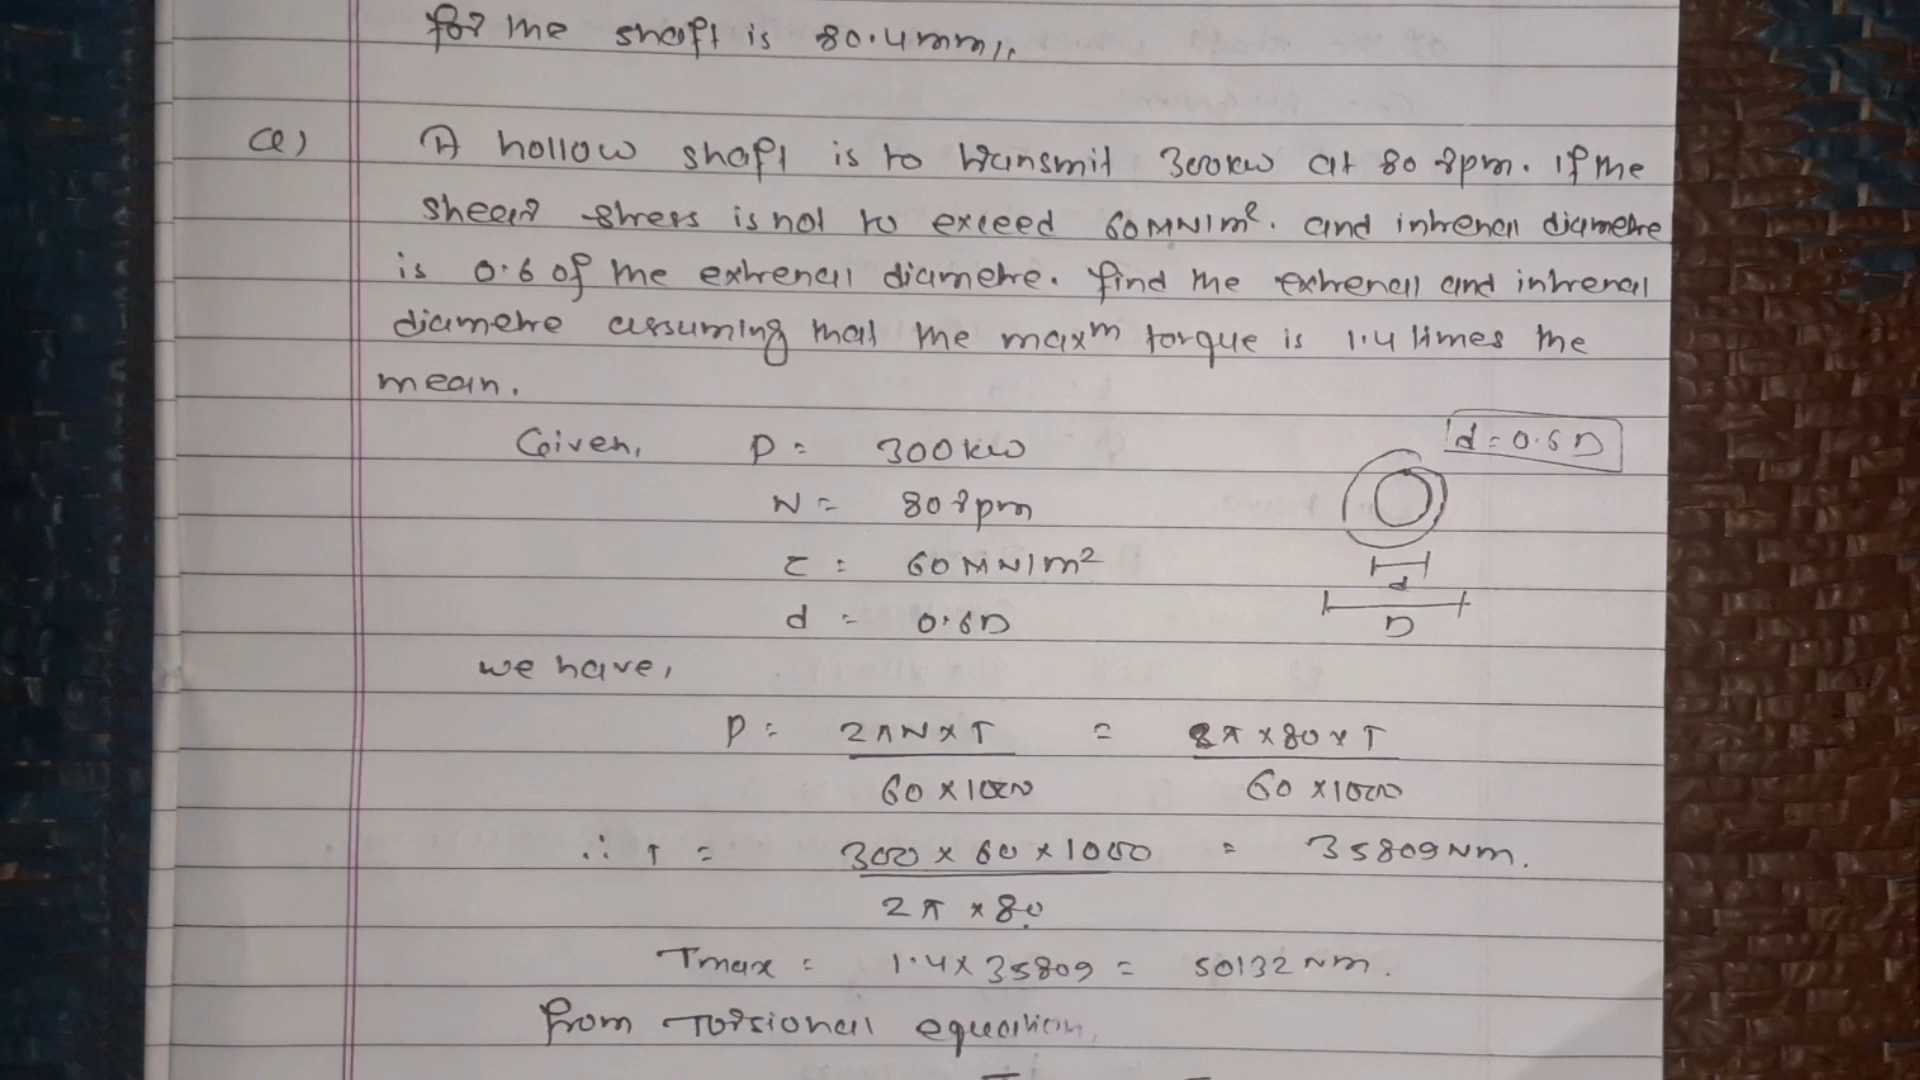 for the shaft is 80.4mm,,
Q) A hollow shaft is to transmit 300kw at 80 rpm. if the
shear stress is not to exceed 60MN/m². and internal diametre
is 0.6 of the external diametre. find the external and internal
diametre assuming that the maxᵐ torque is 1.4 times the
mean.
Given, P = 300kw
d = 0.6D
N = 80rpm
τ = 60MN/m²
d = 0.6D
d
D
we have,
P = 2πN×T / 60×1000 = 2π×80×T / 60×1000
∴ T = 300×60×1000 / 2π×80 = 35809Nm.
Tmax = 1.4×35809 = 50132Nm.
from Torsional equation,